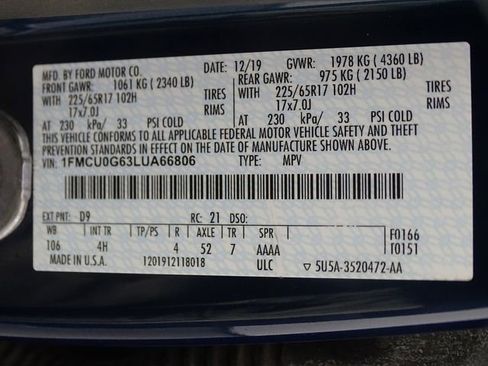 MFD. BY FORD MOTOR CO. DATE: 12/19 GVWR: 1978 KG ( 4360 LB)
FRONT GAWR: 1061 KG ( 2340 LB) REAR GAWR: 975 KG ( 2150 LB)
WITH 225/65R17 102H TIRES WITH 225/65R17 102H TIRES
17x7.0J RIMS 17x7.0J RIMS
AT 230 kPa/ 33 PSI COLD AT 230 kPa/ 33 PSI COLD
THIS VEHICLE CONFORMS TO ALL APPLICABLE FEDERAL MOTOR VEHICLE SAFETY AND THEFT
PREVENTION STANDARDS IN EFFECT ON THE DATE OF MANUFACTURE SHOWN ABOVE.
VIN: 1FMCU0G63LUA66806 TYPE: MPV
EXT PNT: D9 RC: 21 DSO: F0166
WB INT TR TP/PS R AXLE TR SPR F0151
106 4H 4 52 7 AAAA
MADE IN U.S.A. 1201912118018 ULC 5U5A-3520472-AA